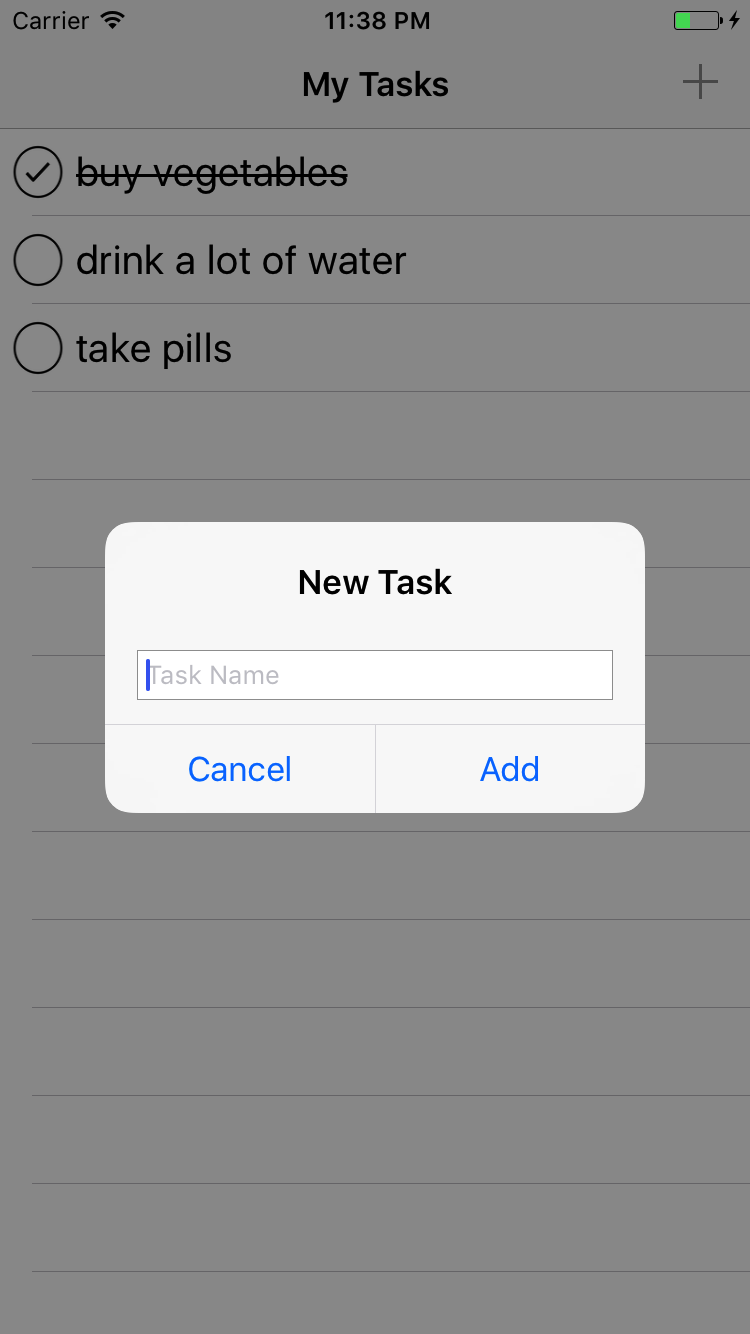 Carrier 11:38 PM
My Tasks
buy vegetables
drink a lot of water
take pills
New Task
Task Name
Cancel Add